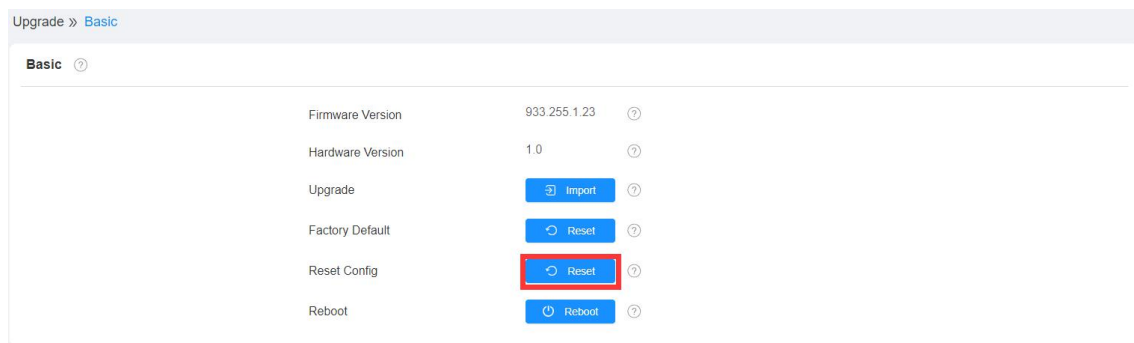 Upgrade » Basic
Basic ?
Firmware Version 933.255.1.23 ?
Hardware Version 1.0 ?
Upgrade Import ?
Factory Default Reset ?
Reset Config Reset ?
Reboot Reboot ?